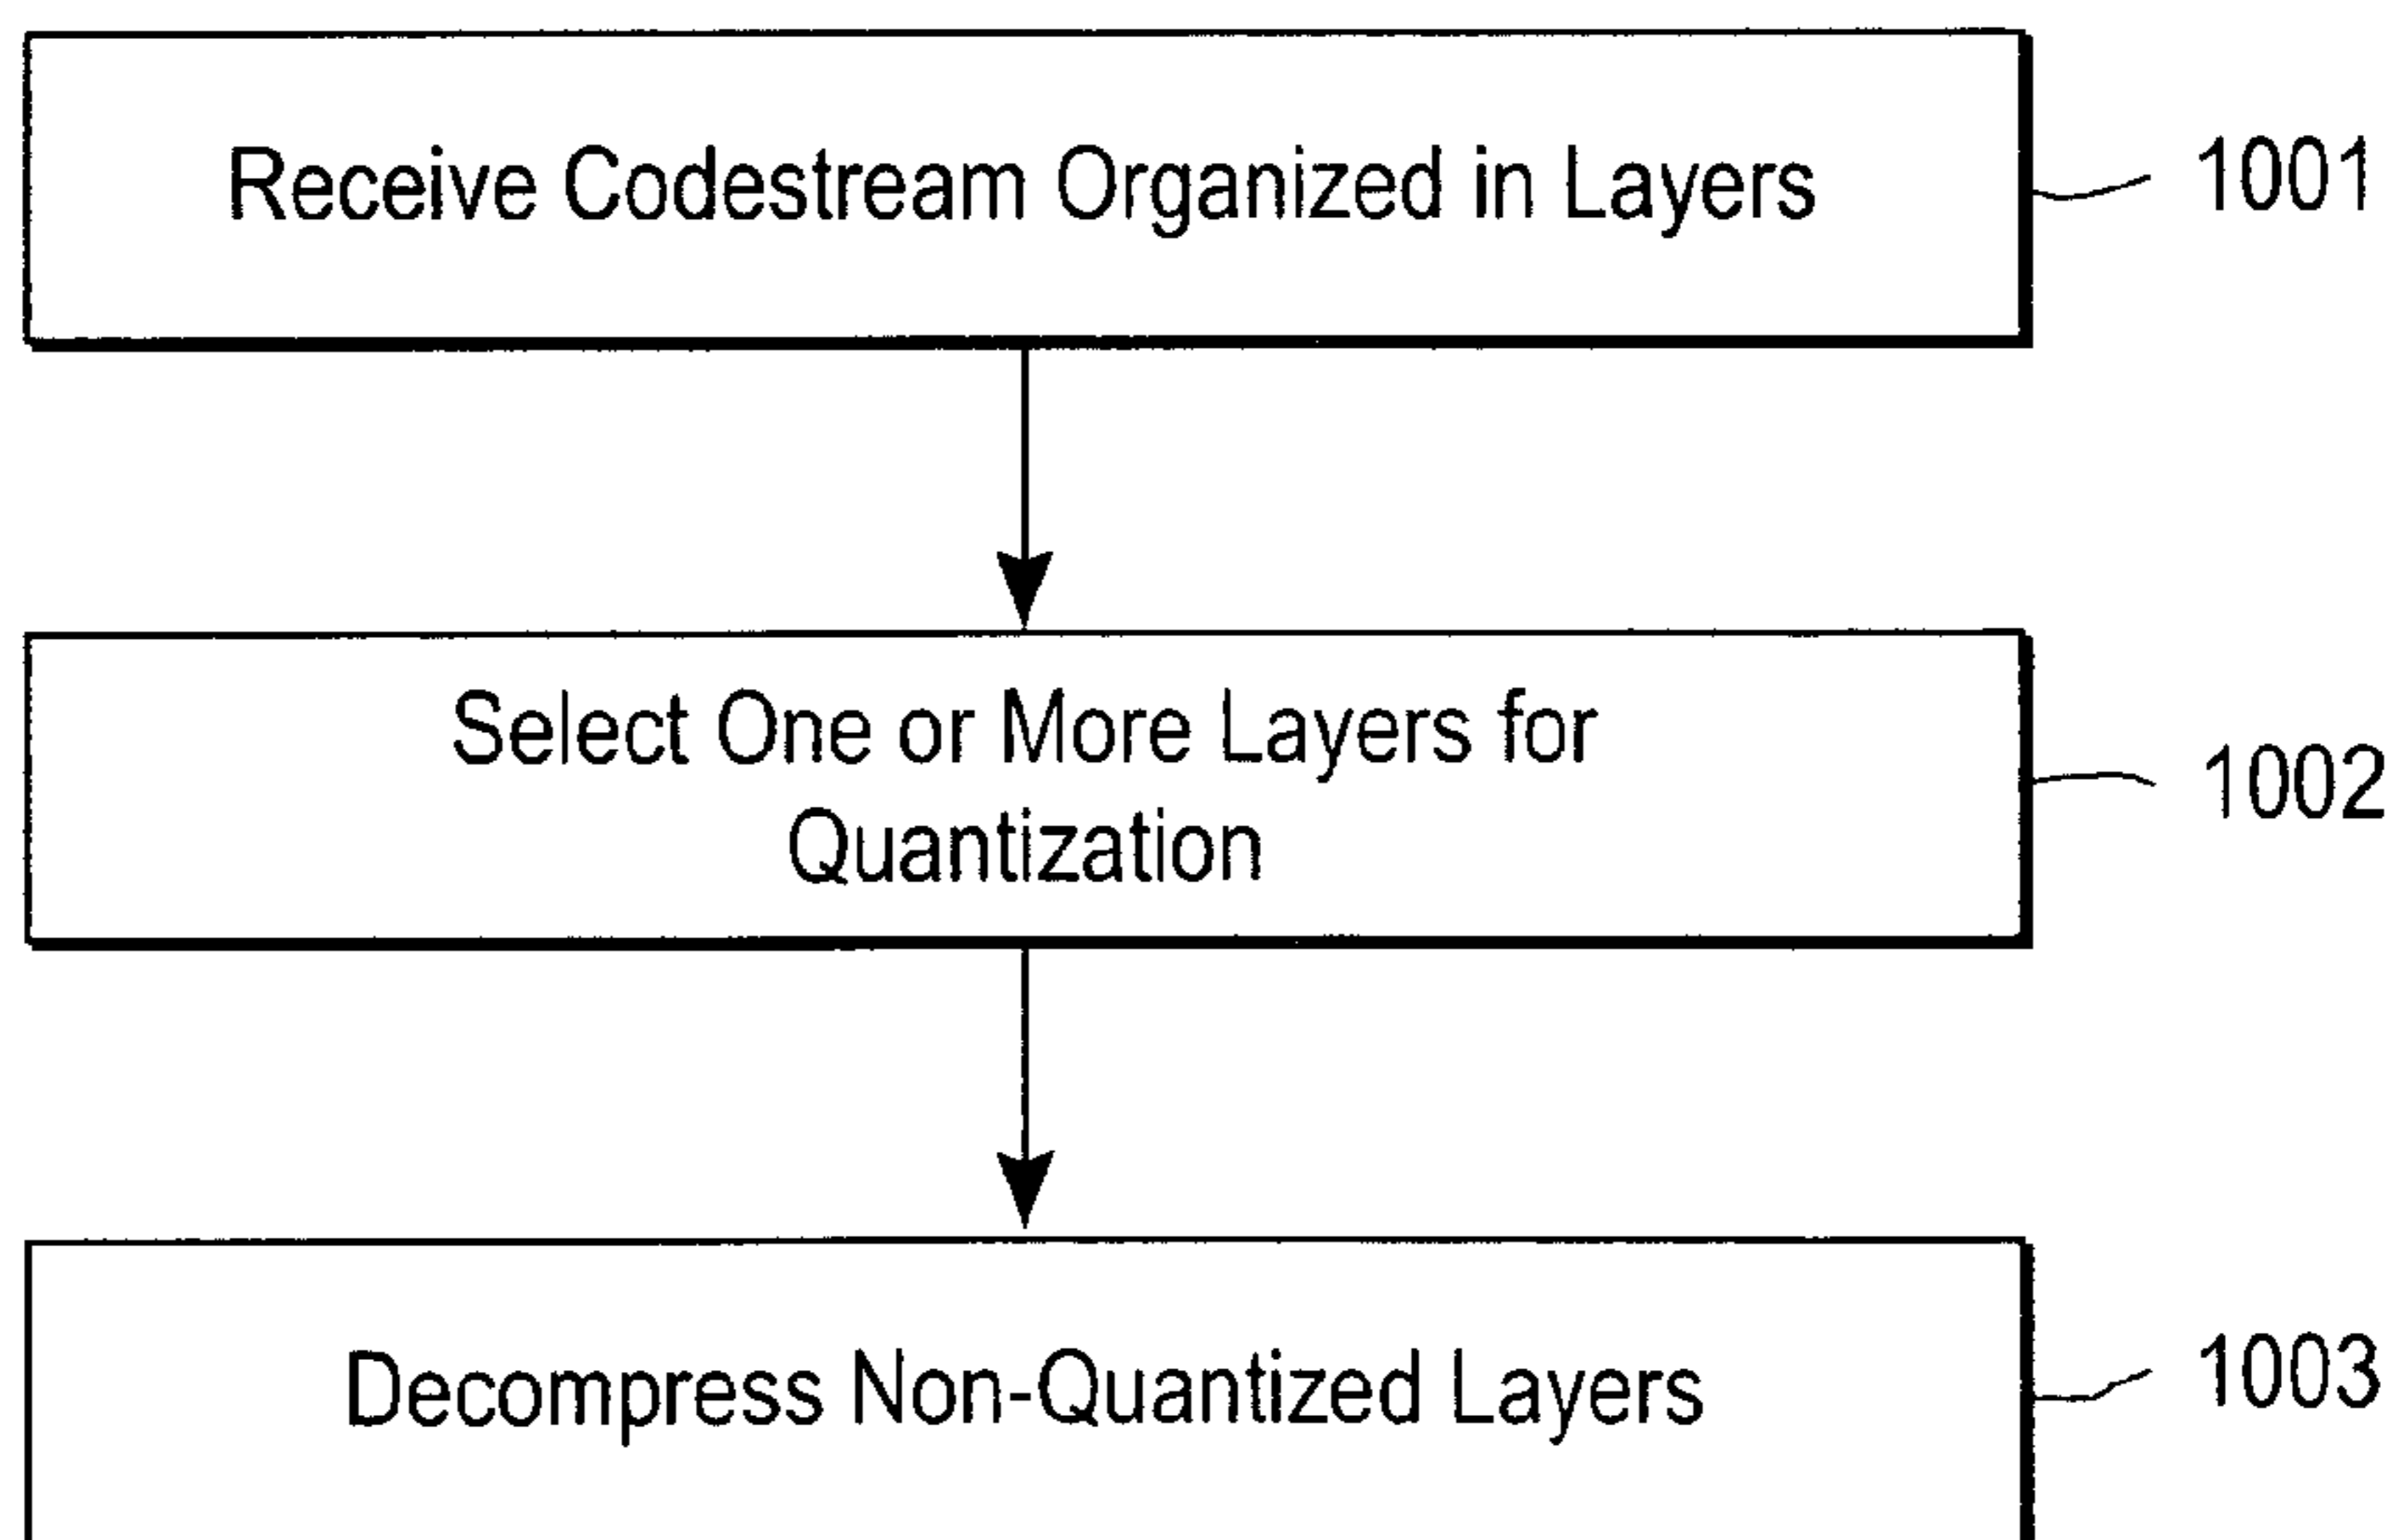 Receive Codestream Organized in Layers
1001
Select One or More Layers for
Quantization
1002
Decompress Non-Quantized Layers
1003